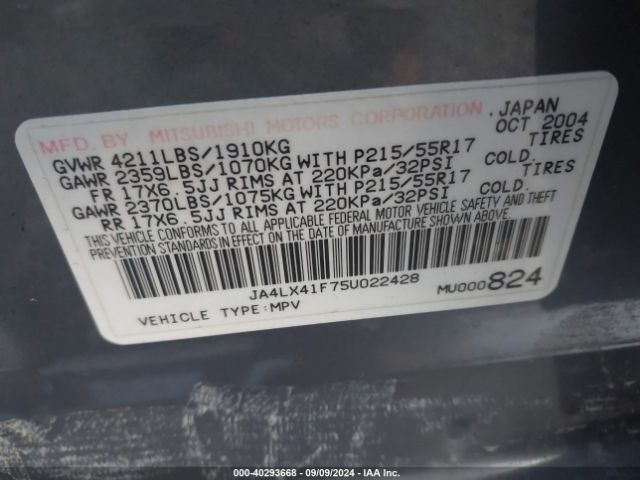 MFD. BY MITSUBISHI MOTORS CORPORATION JAPAN
GVWR 4211LBS/1910KG OCT 2004
GAWR 2359LBS/1070KG WITH P215/55R17 TIRES
FR 17X6.5JJ RIMS AT 220KPa/32PSI COLD.
GAWR 2370LBS/1075KG WITH P215/55R17 TIRES
RR 17X6.5JJ RIMS AT 220KPa/32PSI COLD.
THIS VEHICLE CONFORMS TO ALL APPLICABLE FEDERAL MOTOR VEHICLE SAFETY AND THEFT
PREVENTION STANDARDS IN EFFECT ON THE DATE OF MANUFACTURE SHOWN ABOVE.
JA4LX41F75U022428 MU000824
VEHICLE TYPE:MPV
000-40293668 - 09/09/2024 - IAA Inc.